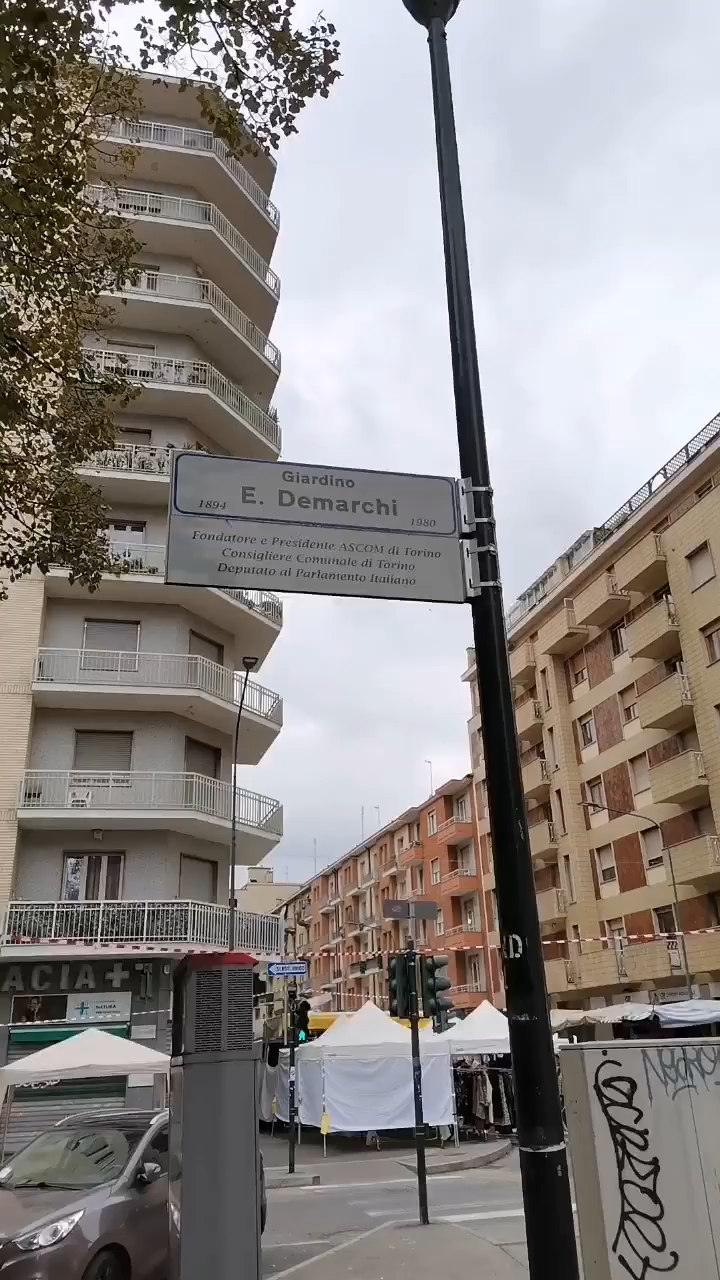 Giardino
E. Demarchi
1894 1980
Fondatore e Presidente ASCOM di Torino
Consigliere Comunale di Torino
Deputato al Parlamento Italiano
ACIA+